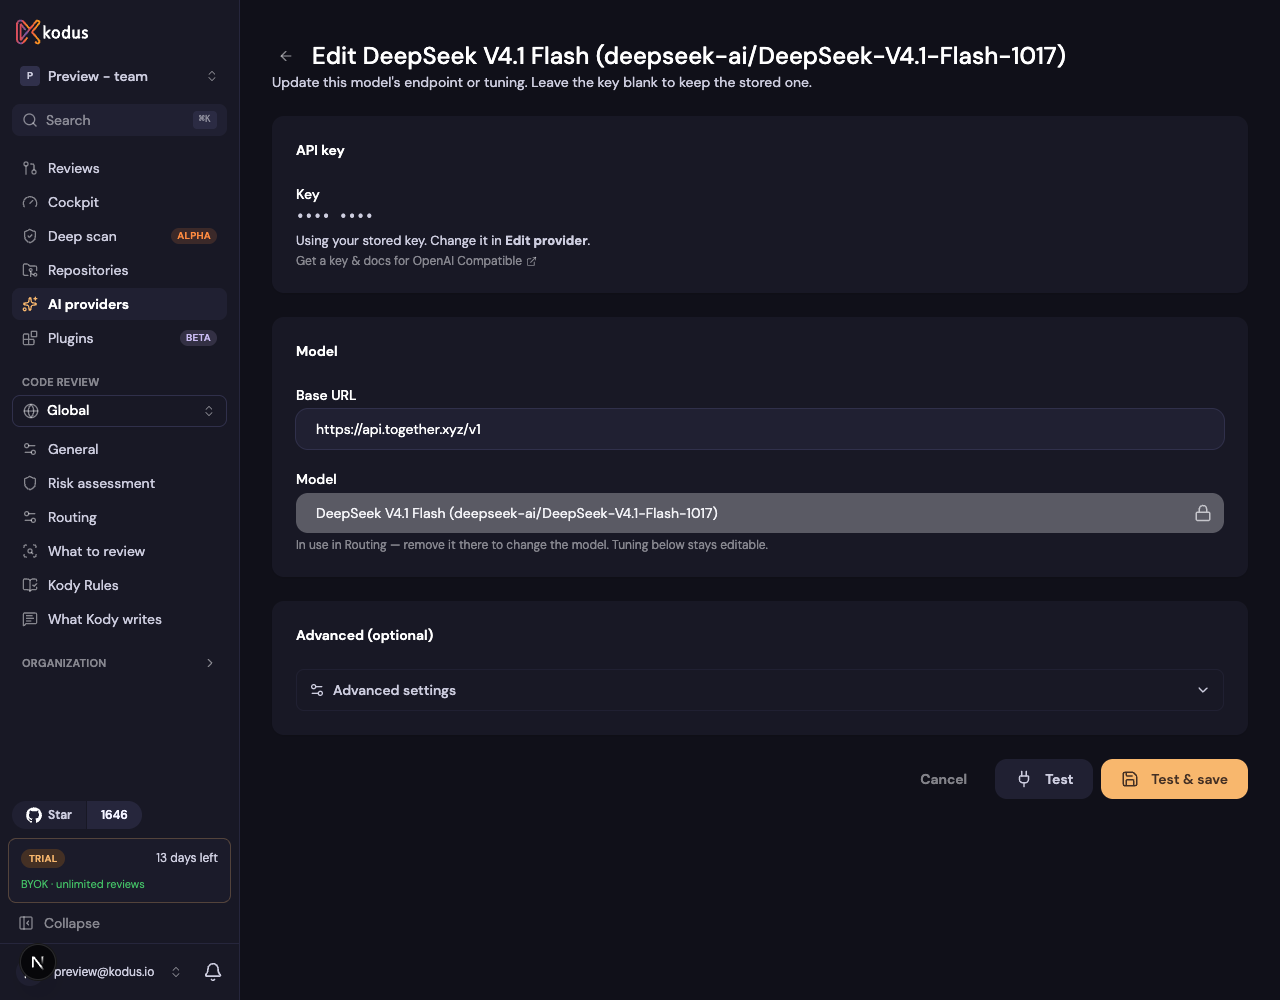 kodus
P Preview - team
Search ⌘K
Reviews
Cockpit
Deep scan ALPHA
Repositories
AI providers
Plugins BETA
CODE REVIEW
Global
General
Risk assessment
Routing
What to review
Kody Rules
What Kody writes
ORGANIZATION
Star 1646
TRIAL 13 days left
BYOK · unlimited reviews
Collapse
N preview@kodus.io
Edit DeepSeek V4.1 Flash (deepseek-ai/DeepSeek-V4.1-Flash-1017)
Update this model's endpoint or tuning. Leave the key blank to keep the stored one.
API key
Key
•••• ••••
Using your stored key. Change it in Edit provider.
Get a key & docs for OpenAI Compatible
Model
Base URL
https://api.together.xyz/v1
Model
DeepSeek V4.1 Flash (deepseek-ai/DeepSeek-V4.1-Flash-1017)
In use in Routing — remove it there to change the model. Tuning below stays editable.
Advanced (optional)
Advanced settings
Cancel
Test
Test & save